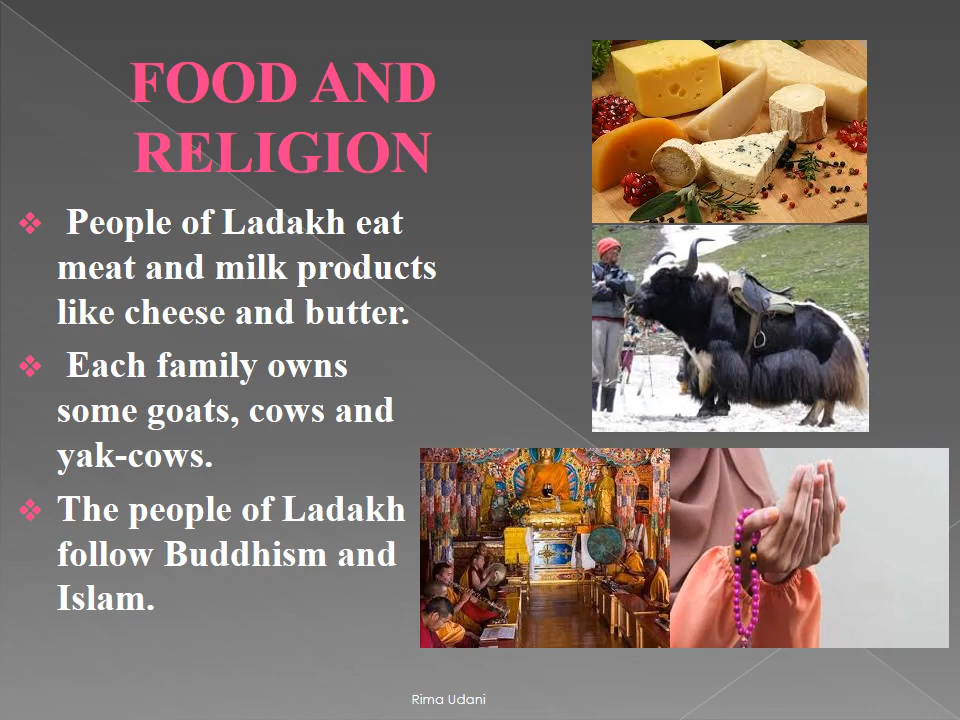 FOOD AND
RELIGION
❖ People of Ladakh eat
meat and milk products
like cheese and butter.
❖ Each family owns
some goats, cows and
yak-cows.
❖ The people of Ladakh
follow Buddhism and
Islam.
Rima Udani